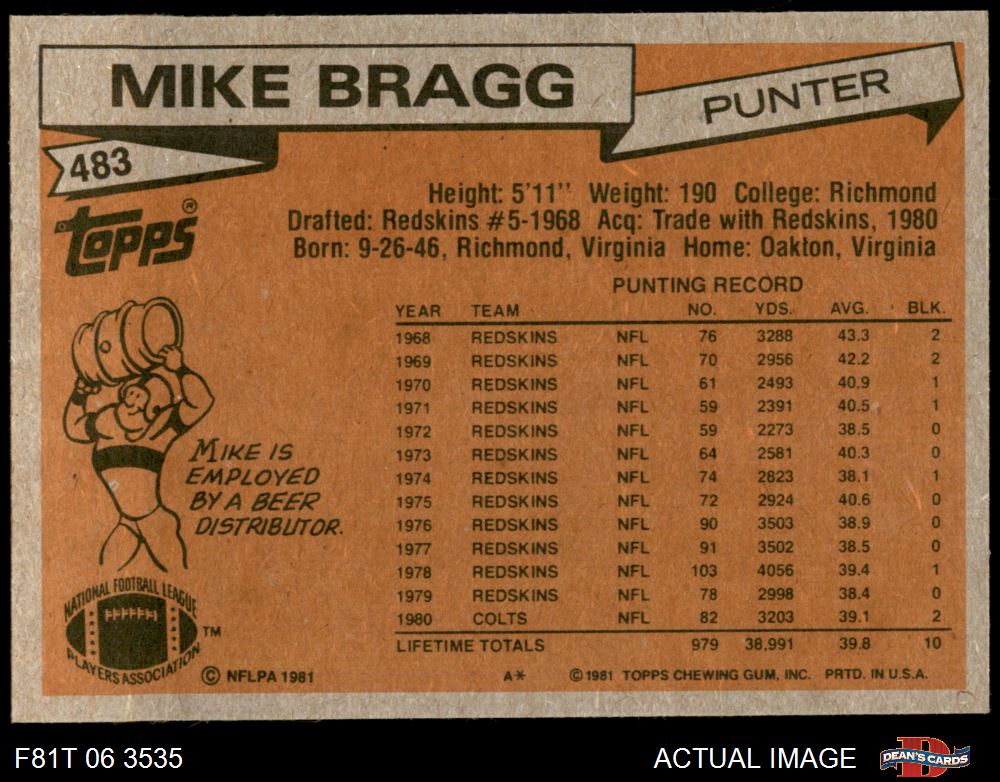 MIKE BRAGG
PUNTER
483
Topps®
Height: 5'11" Weight: 190 College: Richmond
Drafted: Redskins #5-1968 Acq: Trade with Redskins, 1980
Born: 9-26-46, Richmond, Virginia Home: Oakton, Virginia
PUNTING RECORD
YEAR TEAM NO. YDS. AVG. BLK.
1968 REDSKINS NFL 76 3288 43.3 2
1969 REDSKINS NFL 70 2956 42.2 2
1970 REDSKINS NFL 61 2493 40.9 1
1971 REDSKINS NFL 59 2391 40.5 1
1972 REDSKINS NFL 59 2273 38.5 0
1973 REDSKINS NFL 64 2581 40.3 0
1974 REDSKINS NFL 74 2823 38.1 1
1975 REDSKINS NFL 72 2924 40.6 0
1976 REDSKINS NFL 90 3503 38.9 0
1977 REDSKINS NFL 91 3502 38.5 0
1978 REDSKINS NFL 103 4056 39.4 1
1979 REDSKINS NFL 78 2998 38.4 0
1980 COLTS NFL 82 3203 39.1 2
LIFETIME TOTALS 979 38,991 39.8 10
MIKE IS
EMPLOYED
BY A BEER
DISTRIBUTOR.
NATIONAL FOOTBALL LEAGUE
PLAYERS ASSOCIATION
TM
© NFLPA 1981
A* © 1981 TOPPS CHEWING GUM, INC. PRTD. IN U.S.A.
F81T 06 3535
ACTUAL IMAGE
D
DEAN'S CARDS